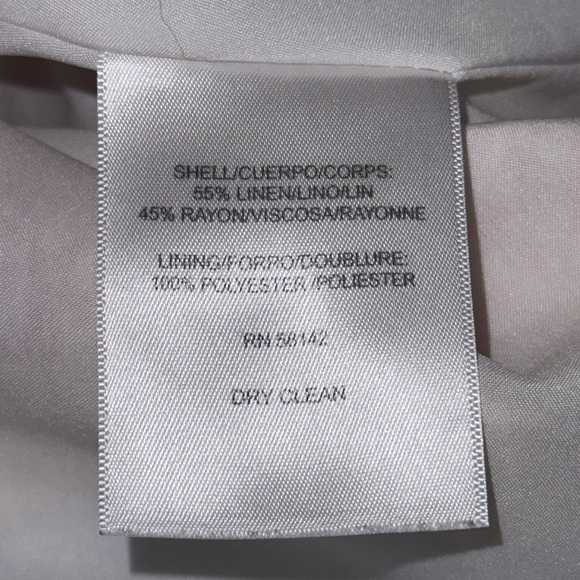 SHELL/CUERPO/CORPS:
55% LINEN/LINO/LIN
45% RAYON/VISCOSA/RAYONNE
LINING/FORRO/DOUBLURE:
100% POLYESTER /POLIESTER
RN 58142
DRY CLEAN